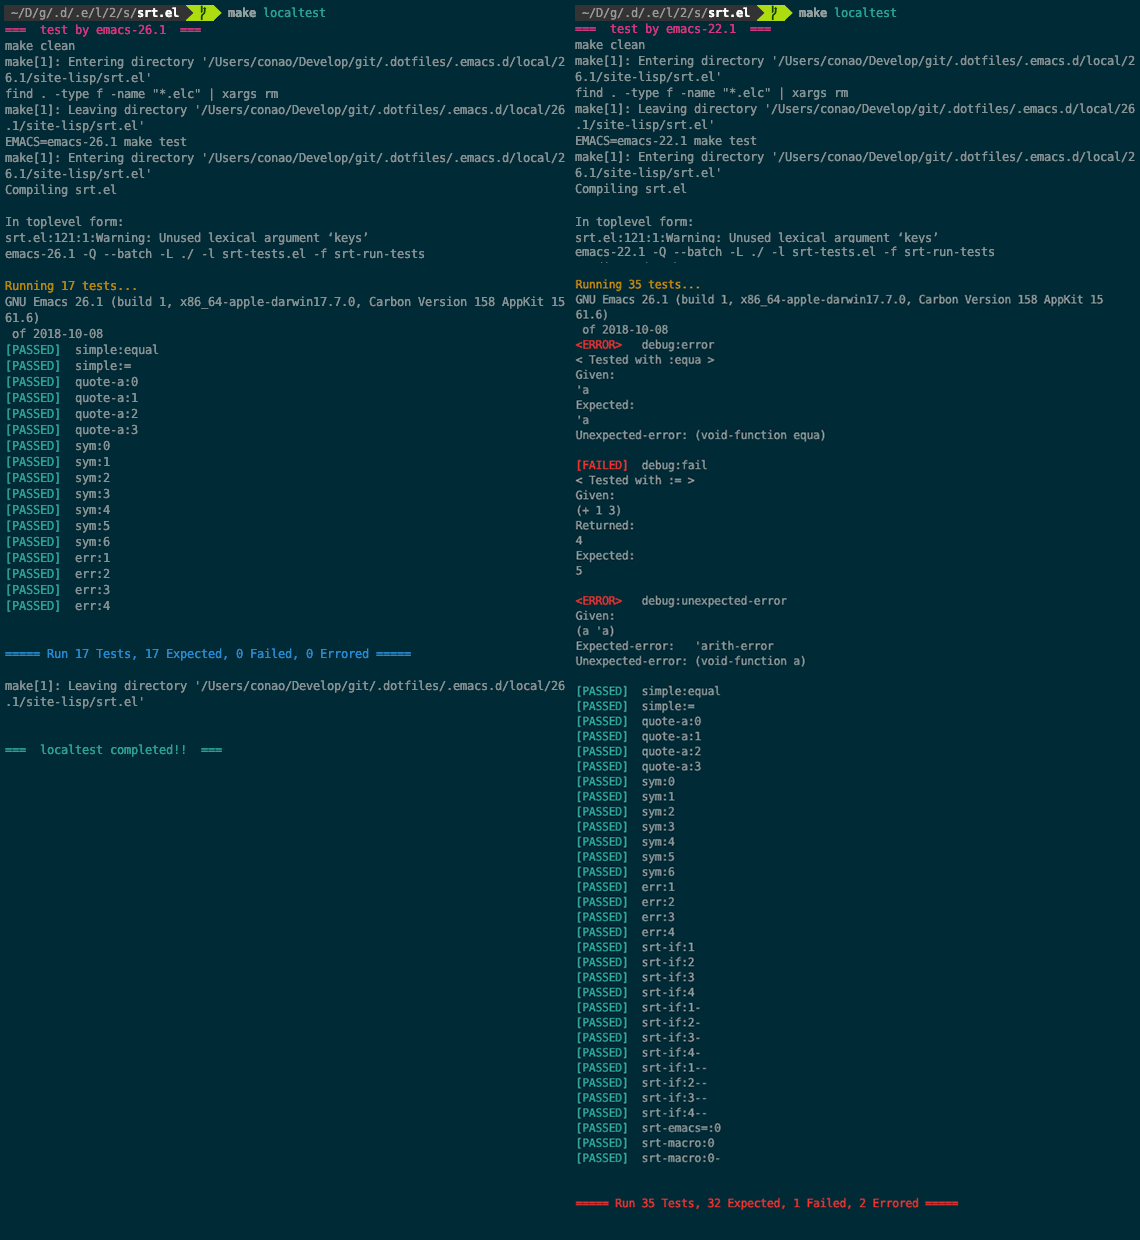 ~/D/g/.d/.e/l/2/s/srt.el make localtest
=== test by emacs-26.1 ===
make clean
make[1]: Entering directory '/Users/conao/Develop/git/.dotfiles/.emacs.d/local/2
6.1/site-lisp/srt.el'
find . -type f -name "*.elc" | xargs rm
make[1]: Leaving directory '/Users/conao/Develop/git/.dotfiles/.emacs.d/local/26
.1/site-lisp/srt.el'
EMACS=emacs-26.1 make test
make[1]: Entering directory '/Users/conao/Develop/git/.dotfiles/.emacs.d/local/2
6.1/site-lisp/srt.el'
Compiling srt.el
In toplevel form:
srt.el:121:1:Warning: Unused lexical argument ‘keys’
emacs-26.1 -Q --batch -L ./ -l srt-tests.el -f srt-run-tests
Running 17 tests...
GNU Emacs 26.1 (build 1, x86_64-apple-darwin17.7.0, Carbon Version 158 AppKit 15
61.6)
of 2018-10-08
[PASSED] simple:equal
[PASSED] simple:=
[PASSED] quote-a:0
[PASSED] quote-a:1
[PASSED] quote-a:2
[PASSED] quote-a:3
[PASSED] sym:0
[PASSED] sym:1
[PASSED] sym:2
[PASSED] sym:3
[PASSED] sym:4
[PASSED] sym:5
[PASSED] sym:6
[PASSED] err:1
[PASSED] err:2
[PASSED] err:3
[PASSED] err:4
===== Run 17 Tests, 17 Expected, 0 Failed, 0 Errored =====
make[1]: Leaving directory '/Users/conao/Develop/git/.dotfiles/.emacs.d/local/26
.1/site-lisp/srt.el'
=== localtest completed!! ===
~/D/g/.d/.e/l/2/s/srt.el make localtest
=== test by emacs-22.1 ===
make clean
make[1]: Entering directory '/Users/conao/Develop/git/.dotfiles/.emacs.d/local/2
6.1/site-lisp/srt.el'
find . -type f -name "*.elc" | xargs rm
make[1]: Leaving directory '/Users/conao/Develop/git/.dotfiles/.emacs.d/local/26
.1/site-lisp/srt.el'
EMACS=emacs-22.1 make test
make[1]: Entering directory '/Users/conao/Develop/git/.dotfiles/.emacs.d/local/2
6.1/site-lisp/srt.el'
Compiling srt.el
In toplevel form:
srt.el:121:1:Warning: Unused lexical argument ‘keys’
emacs-22.1 -Q --batch -L ./ -l srt-tests.el -f srt-run-tests
Running 35 tests...
GNU Emacs 26.1 (build 1, x86_64-apple-darwin17.7.0, Carbon Version 158 AppKit 15
61.6)
of 2018-10-08
<ERROR> debug:error
< Tested with :equa >
Given:
'a
Expected:
'a
Unexpected-error: (void-function equa)
[FAILED] debug:fail
< Tested with := >
Given:
(+ 1 3)
Returned:
4
Expected:
5
<ERROR> debug:unexpected-error
Given:
(a 'a)
Expected-error: 'arith-error
Unexpected-error: (void-function a)
[PASSED] simple:equal
[PASSED] simple:=
[PASSED] quote-a:0
[PASSED] quote-a:1
[PASSED] quote-a:2
[PASSED] quote-a:3
[PASSED] sym:0
[PASSED] sym:1
[PASSED] sym:2
[PASSED] sym:3
[PASSED] sym:4
[PASSED] sym:5
[PASSED] sym:6
[PASSED] err:1
[PASSED] err:2
[PASSED] err:3
[PASSED] err:4
[PASSED] srt-if:1
[PASSED] srt-if:2
[PASSED] srt-if:3
[PASSED] srt-if:4
[PASSED] srt-if:1-
[PASSED] srt-if:2-
[PASSED] srt-if:3-
[PASSED] srt-if:4-
[PASSED] srt-if:1--
[PASSED] srt-if:2--
[PASSED] srt-if:3--
[PASSED] srt-if:4--
[PASSED] srt-emacs=:0
[PASSED] srt-macro:0
[PASSED] srt-macro:0-
===== Run 35 Tests, 32 Expected, 1 Failed, 2 Errored =====